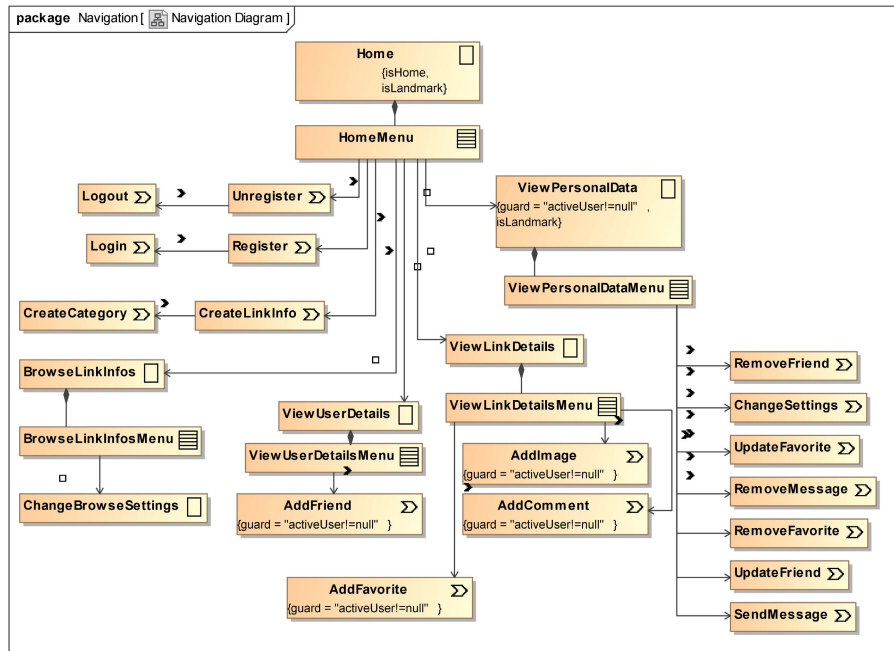 package Navigation [ Navigation Diagram ]
Home
{isHome,
isLandmark}
HomeMenu
Logout
Unregister
ViewPersonalData
{guard = "activeUser!=null" ,
isLandmark}
Login
Register
ViewPersonalDataMenu
CreateCategory
CreateLinkInfo
ViewLinkDetails
RemoveFriend
BrowseLinkInfos
ViewUserDetails
ViewLinkDetailsMenu
ChangeSettings
BrowseLinkInfosMenu
ViewUserDetailsMenu
AddImage
{guard = "activeUser!=null" }
UpdateFavorite
ChangeBrowseSettings
AddFriend
{guard = "activeUser!=null" }
AddComment
{guard = "activeUser!=null" }
RemoveMessage
RemoveFavorite
AddFavorite
{guard = "activeUser!=null" }
UpdateFriend
SendMessage